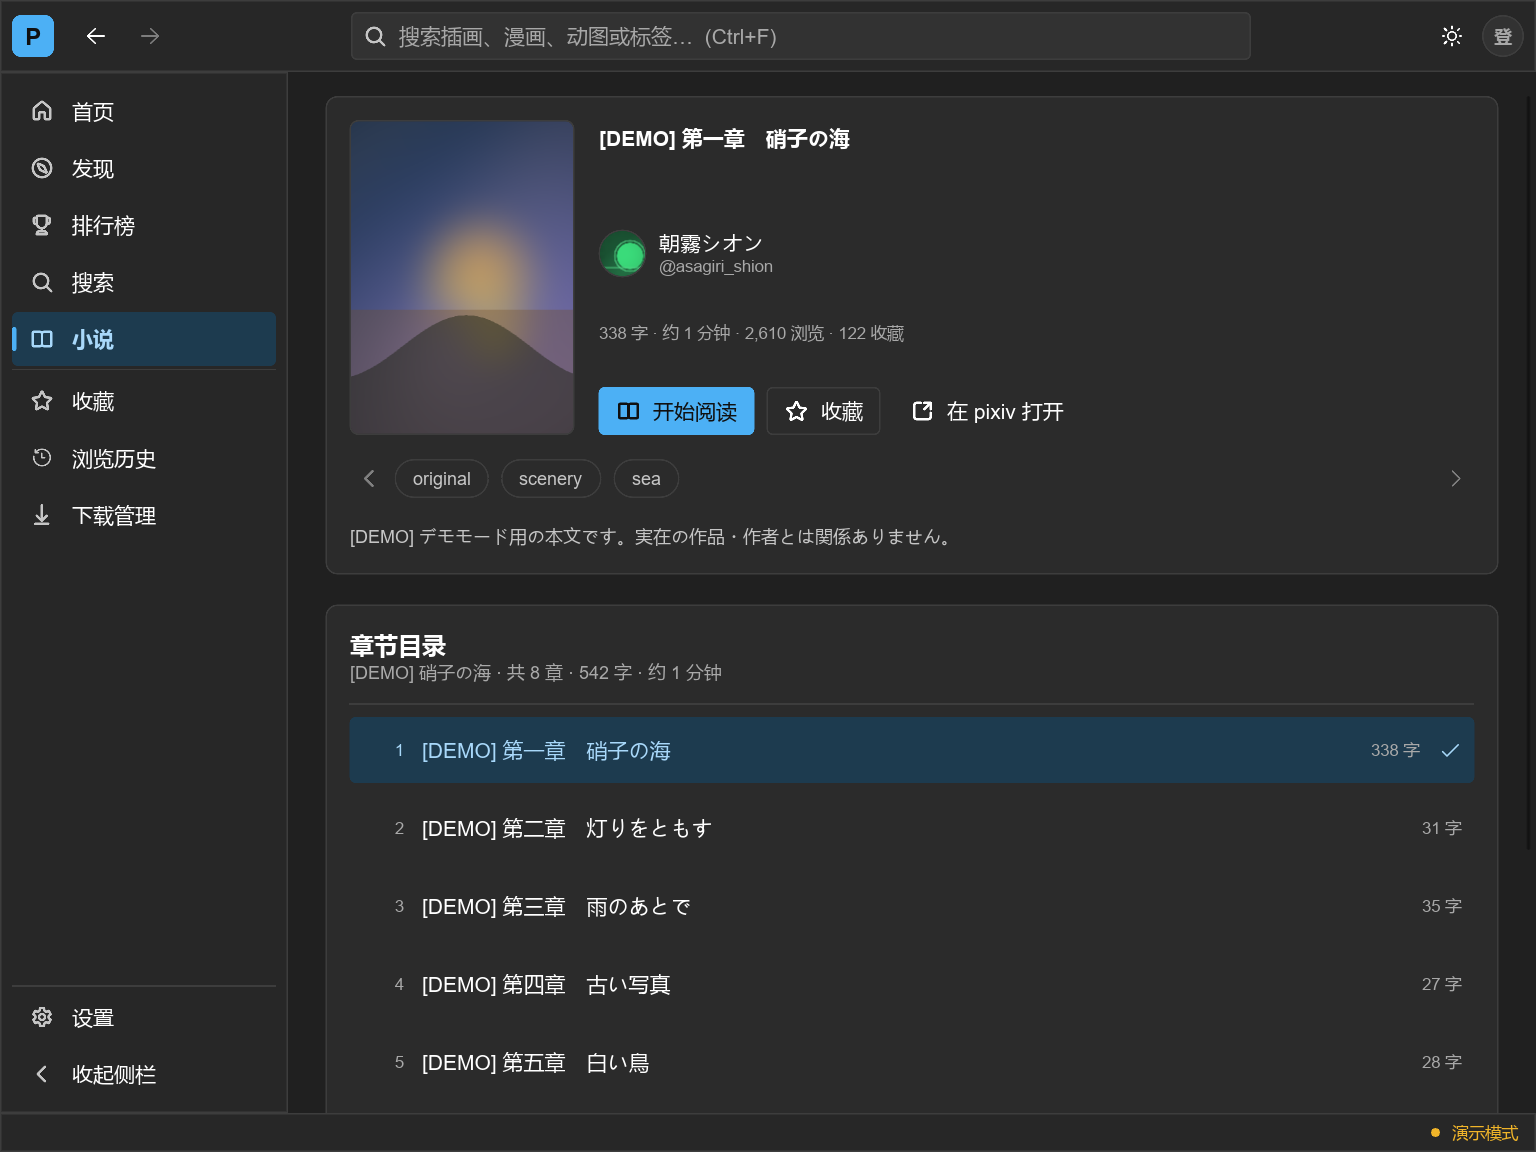 P
搜索插画、漫画、动图或标签… (Ctrl+F)
登
首页
发现
排行榜
搜索
小说
收藏
浏览历史
下载管理
设置
收起侧栏
[DEMO] 第一章　硝子の海
朝霧シオン
@asagiri_shion
338 字 · 约 1 分钟 · 2,610 浏览 · 122 收藏
开始阅读
收藏
在 pixiv 打开
original
scenery
sea
[DEMO] デモモード用の本文です。実在の作品・作者とは関係ありません。
章节目录
[DEMO] 硝子の海 · 共 8 章 · 542 字 · 约 1 分钟
1 [DEMO] 第一章　硝子の海 338 字
2 [DEMO] 第二章　灯りをともす 31 字
3 [DEMO] 第三章　雨のあとで 35 字
4 [DEMO] 第四章　古い写真 27 字
5 [DEMO] 第五章　白い鳥 28 字
演示模式